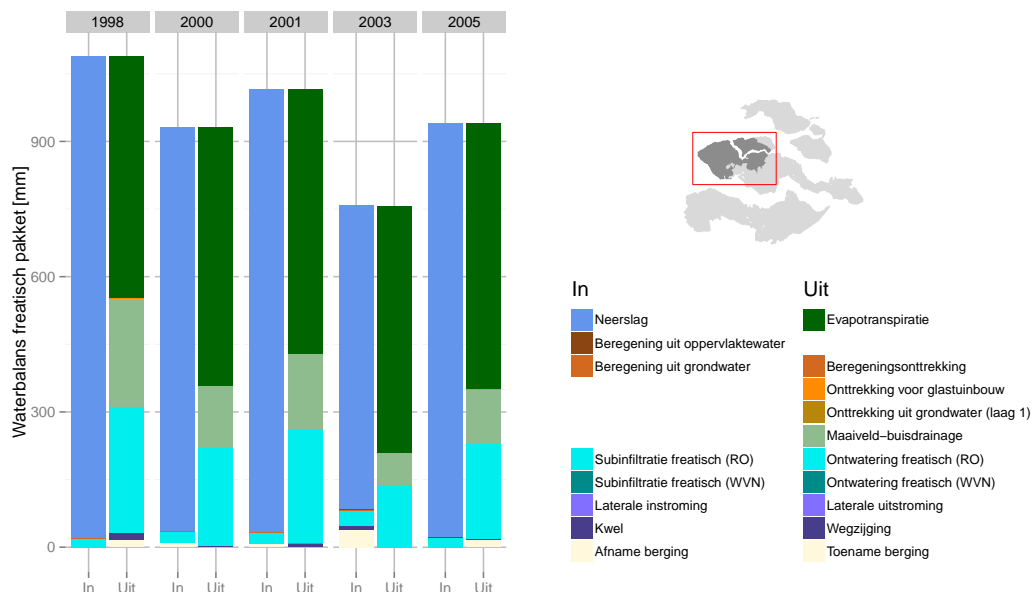 1998 2000 2001 2003 2005
Waterbalans freatisch pakket [mm]
900
600
300
0
In Uit In Uit In Uit In Uit In Uit
In Uit
Neerslag Evapotranspiratie
Beregening uit oppervlaktewater
Beregening uit grondwater Beregeningsonttrekking
Onttrekking voor glastuinbouw
Onttrekking uit grondwater (laag 1)
Maaiveld−buisdrainage
Subinfiltratie freatisch (RO) Ontwatering freatisch (RO)
Subinfiltratie freatisch (WVN) Ontwatering freatisch (WVN)
Laterale instroming Laterale uitstroming
Kwel Wegzijging
Afname berging Toename berging